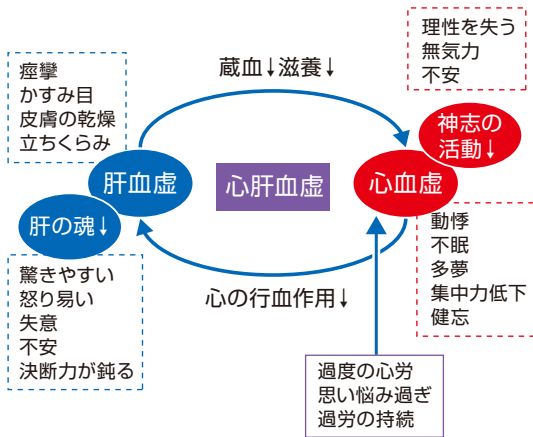 理性を失う
無気力
不安
痙攣
かすみ目
皮膚の乾燥
立ちくらみ
蔵血↓滋養↓
神志の
活動↓
肝血虚
心肝血虚
心血虚
肝の魂↓
驚きやすい
怒り易い
失意
不安
決断力が鈍る
心の行血作用↓
動悸
不眠
多夢
集中力低下
健忘
過度の心労
思い悩み過ぎ
過労の持続